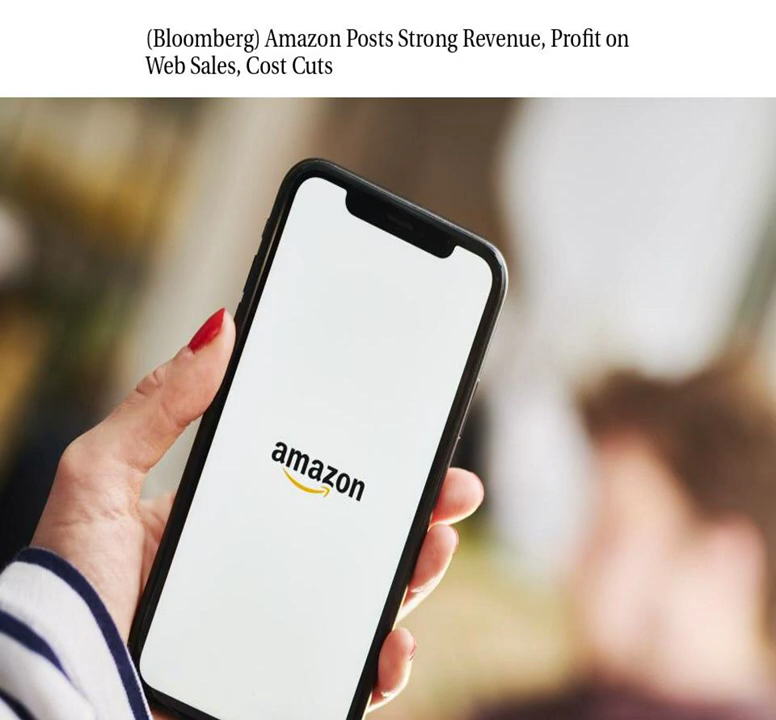 (Bloomberg) Amazon Posts Strong Revenue, Profit on
Web Sales, Cost Cuts
amazon